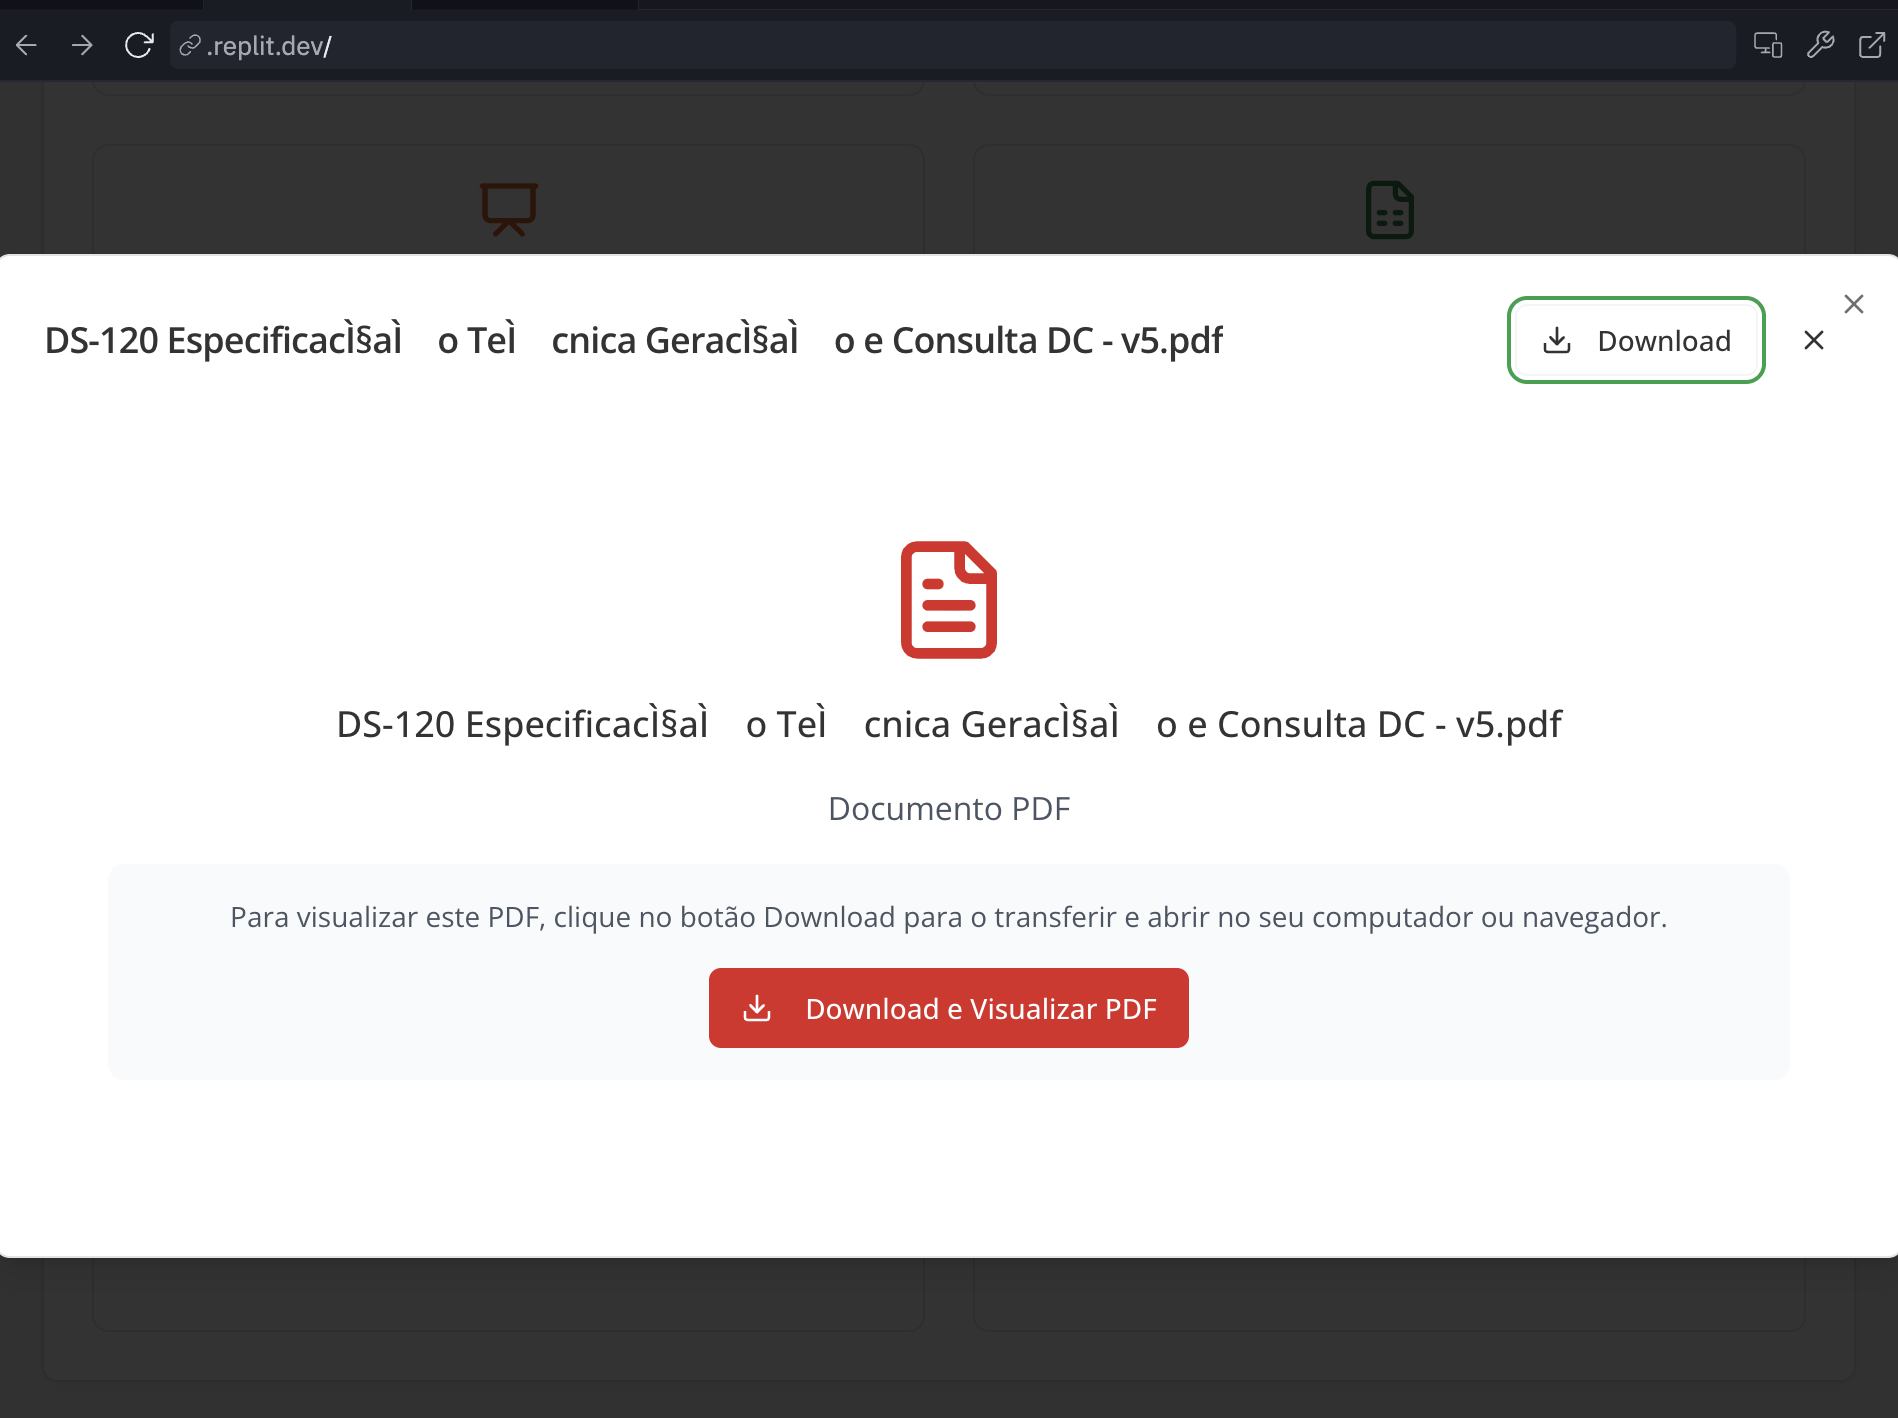 .replit.dev/
DS-120 EspecificacÌ§aÌ o TeÌ cnica GeracÌ§aÌ o e Consulta DC - v5.pdf
Download
DS-120 EspecificacÌ§aÌ o TeÌ cnica GeracÌ§aÌ o e Consulta DC - v5.pdf
Documento PDF
Para visualizar este PDF, clique no botão Download para o transferir e abrir no seu computador ou navegador.
Download e Visualizar PDF